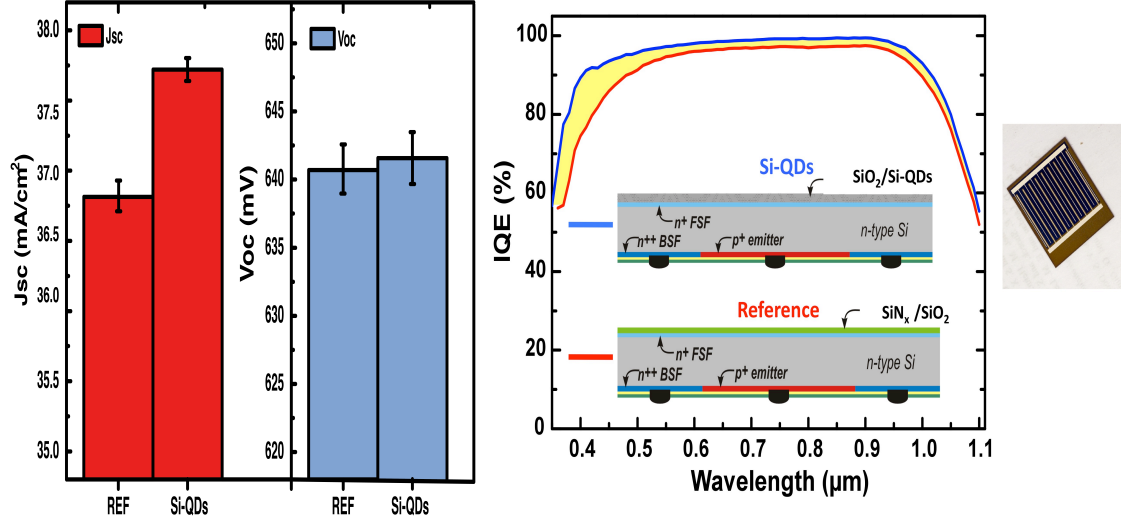 Jsc (mA/cm²)
38.0
37.5
37.0
36.5
36.0
35.5
35.0
Jsc
REF
Si-QDs
Voc (mV)
650
645
640
635
630
625
620
Voc
REF
Si-QDs
IQE (%)
100
80
60
40
20
0
Si-QDs
SiO₂/Si-QDs
n+ FSF
n-type Si
n++ BSF
p+ emitter
Reference
SiNₓ /SiO₂
n+ FSF
n-type Si
n++ BSF
p+ emitter
0.4 0.5 0.6 0.7 0.8 0.9 1.0 1.1
Wavelength (µm)